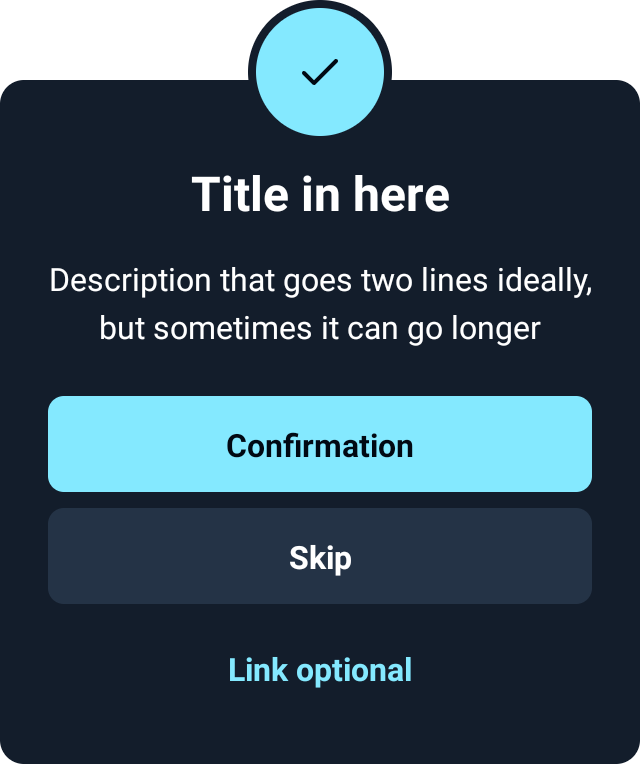 Title in here
Description that goes two lines ideally,
but sometimes it can go longer
Confirmation
Skip
Link optional